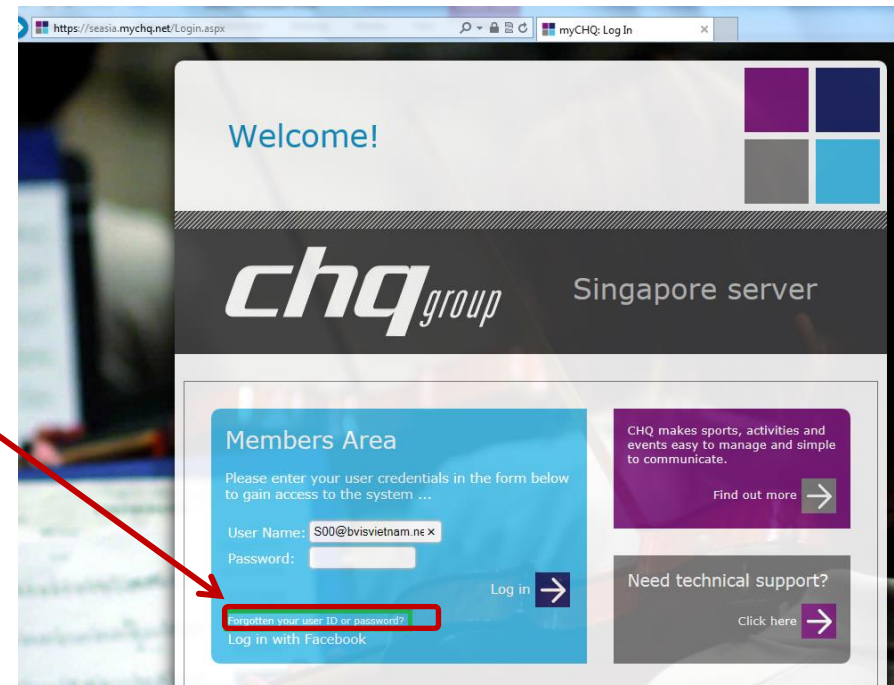 https://seasia.mychq.net/Login.aspx
myCHQ: Log In
Welcome!
chq group
Singapore server
Members Area
Please enter your user credentials in the form below
to gain access to the system ...
User Name: S00@bvisvietnam.ne
Password:
Log in
Forgotten your user ID or password?
Log in with Facebook
CHQ makes sports, activities and
events easy to manage and simple
to communicate.
Find out more
Need technical support?
Click here